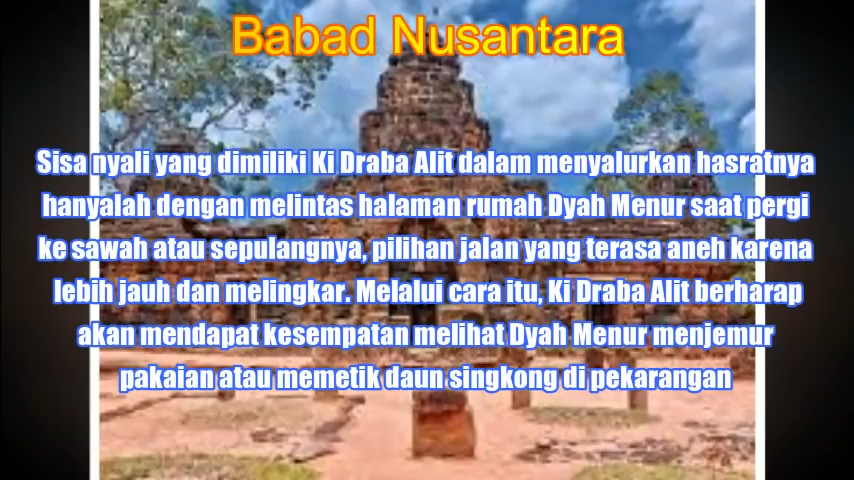 Babad Nusantara
Sisa nyali yang dimiliki Ki Draba Alit dalam menyalurkan hasratnya
hanyalah dengan melintas halaman rumah Dyah Menur saat pergi
ke sawah atau sepulangnya, pilihan jalan yang terasa aneh karena
lebih jauh dan melingkar. Melalui cara itu, Ki Draba Alit berharap
akan mendapat kesempatan melihat Dyah Menur menjemur
pakaian atau memetik daun singkong di pekarangan